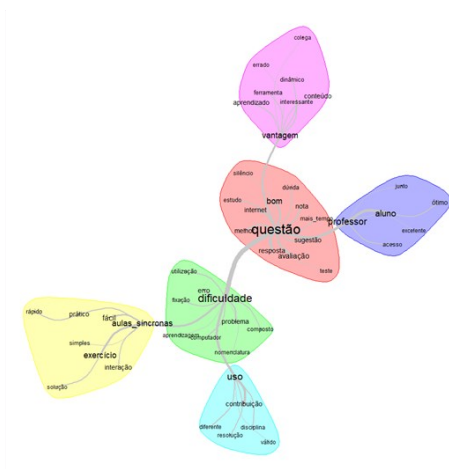 colega
errado
dinâmico
ferramenta
conteúdo
aprendizado
interessante
vantagem
silêncio
dúvida
junto
bom
estudo
nota
ótimo
internet
mais_tempo
aluno
professor
questão
melhor
excelente
sugestão
acesso
resposta
avaliação
teste
utilização
erro
fixação
dificuldade
rápido
prático
fácil
problema
aulas_síncronas
composta
aprendizagem
computador
simples
exercício
nomenclatura
interação
uso
solução
contribuição
diferente
disciplina
resolução
válido